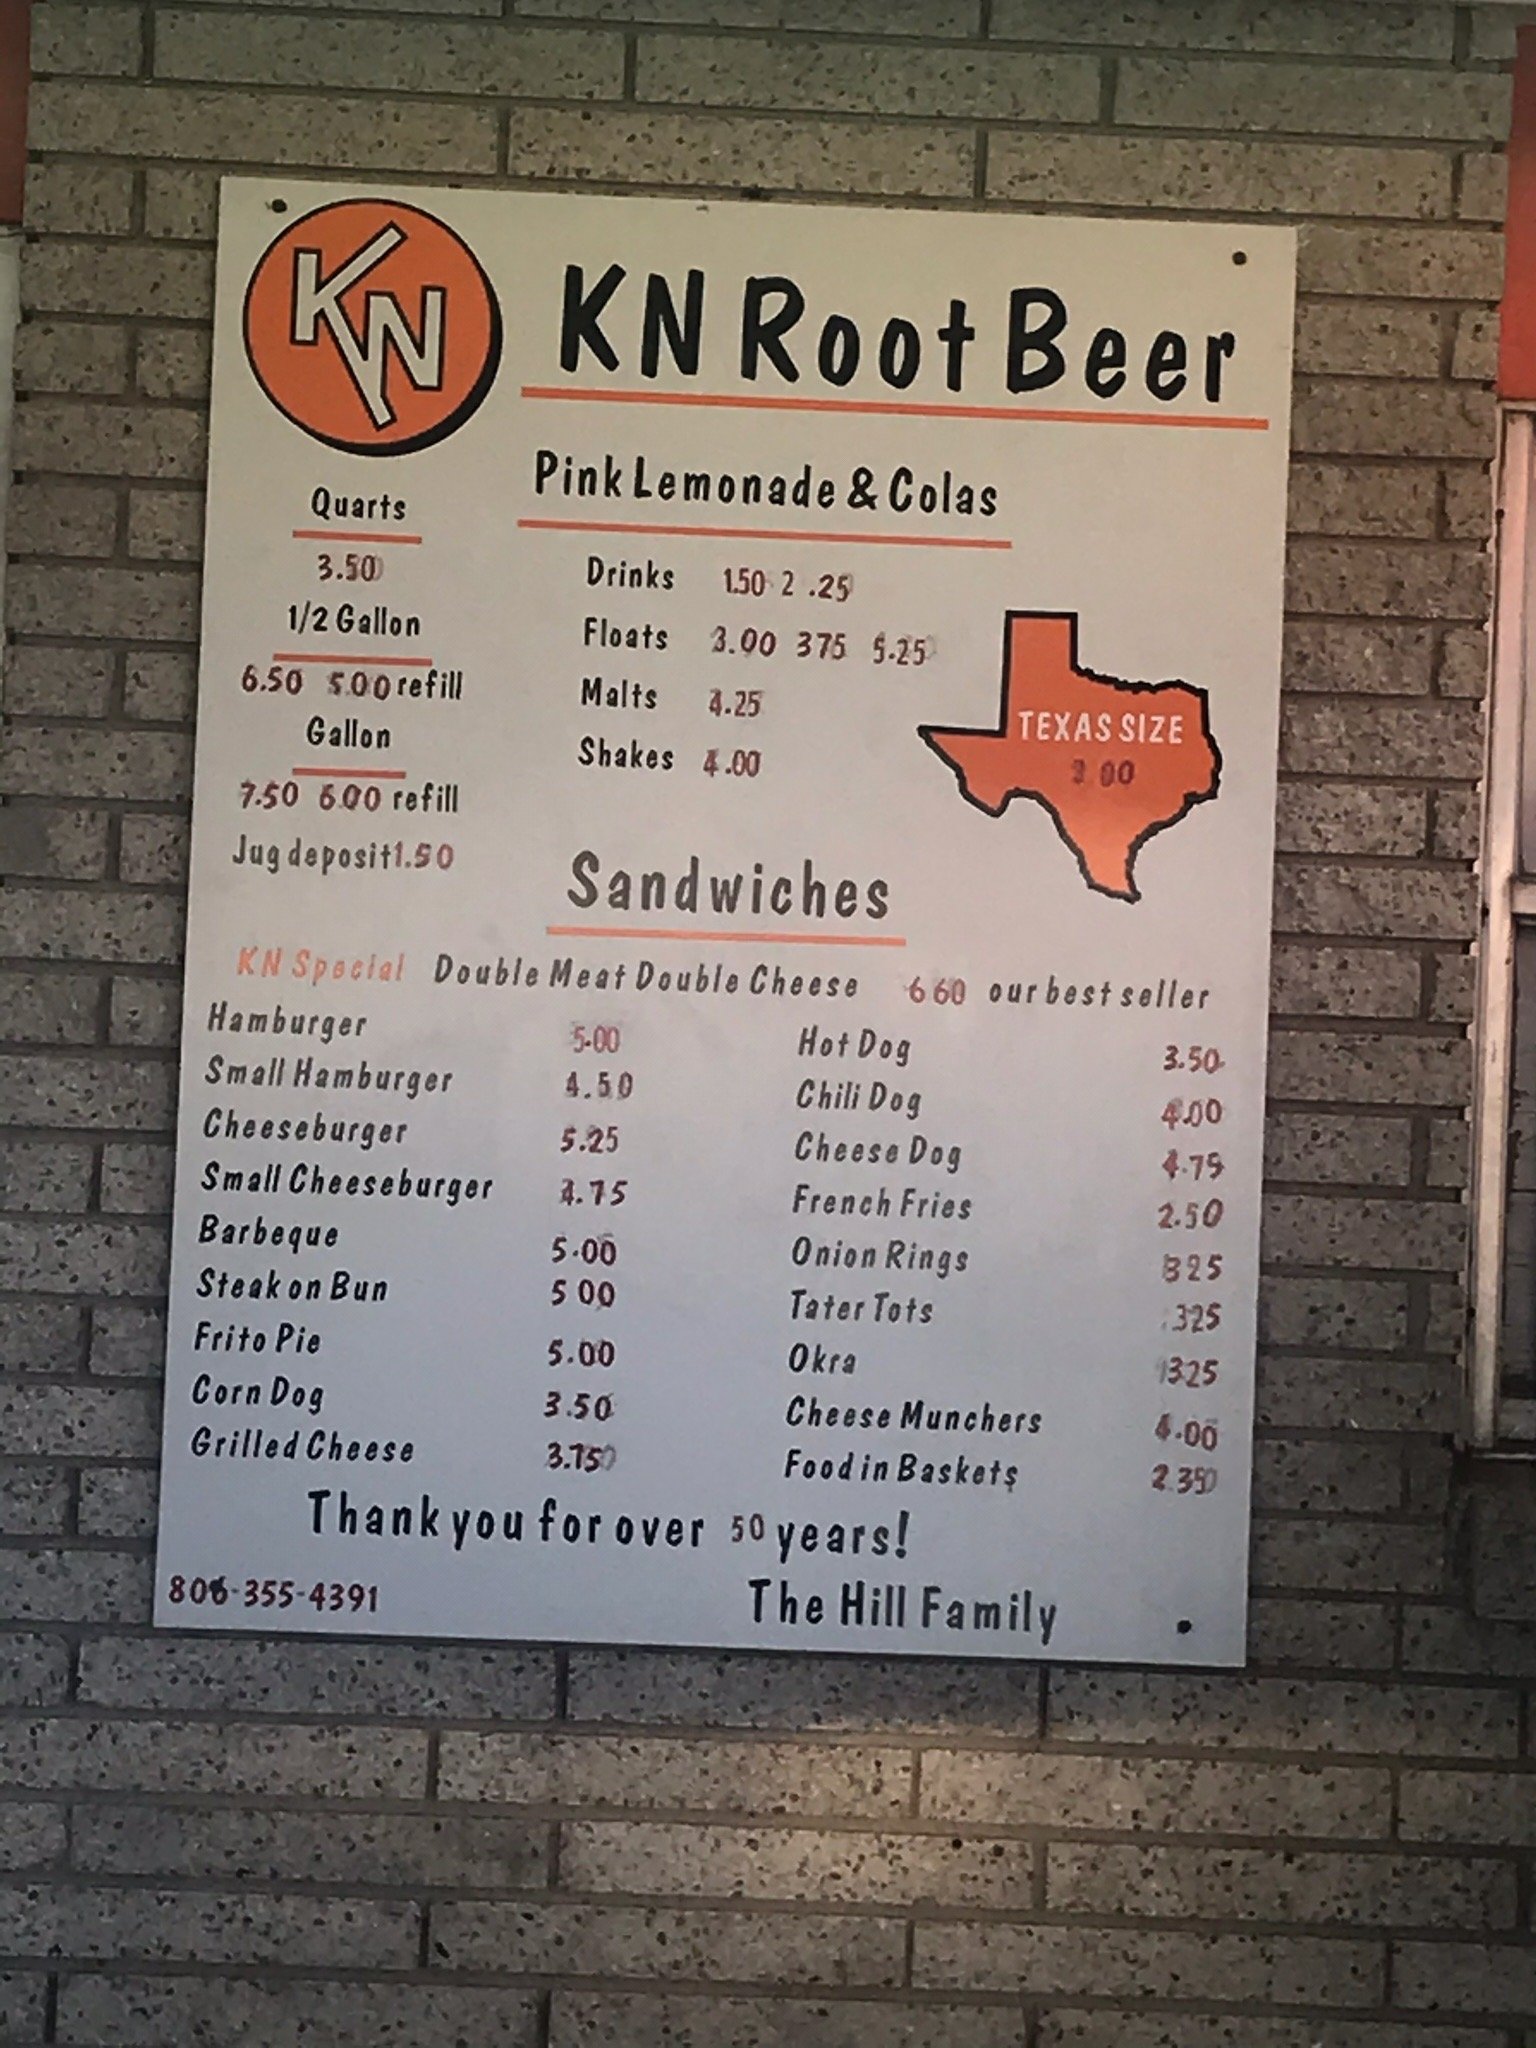 KN
KN Root Beer
Pink Lemonade & Colas
Quarts
3.50
1/2 Gallon
6.50 5.00 refill
Gallon
7.50 6.00 refill
Jug deposit 1.50
Drinks 1.50 2 .25
Floats 3.00 375 5.25
Malts 4.25
Shakes 4.00
TEXAS SIZE
Sandwiches
KN Special Double Meat Double Cheese 6 60 our best seller
Hamburger 5.00
Small Hamburger 4.50
Cheeseburger 5.25
Small Cheeseburger 4.75
Barbeque 5.00
Steak on Bun 5 00
Frito Pie 5.00
Corn Dog 3.50
Grilled Cheese 3.75
Hot Dog 3.50
Chili Dog 4.00
Cheese Dog 4.75
French Fries 2.50
Onion Rings 325
Tater Tots 325
Okra 325
Cheese Munchers 4.00
Food in Baskets
Thank you for over 50 years!
806-355-4391
The Hill Family